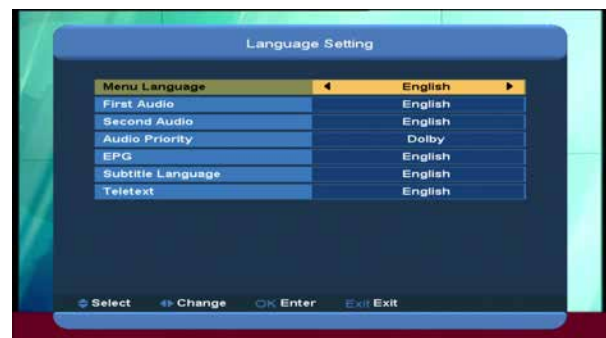 Language Setting
Menu Language English
First Audio English
Second Audio English
Audio Priority Dolby
EPG English
Subtitle Language English
Teletext English
Select Change OK Enter Exit Exit